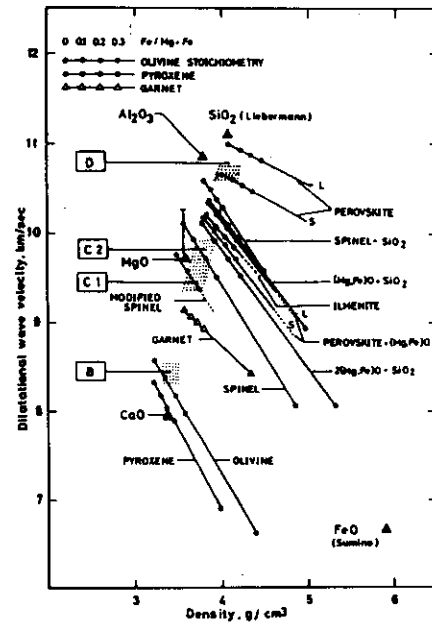 12
11
10
9
8
7
Dilatational wave velocity, km/sec
0 0.1 0.2 0.3 Fe/Mg+Fe
OLIVINE STOICHIOMETRY
PYROXENE
GARNET
Al2O3
SiO2 (Liebermann)
D
L
PEROVSKITE
S
SPINEL + SiO2
C2
MgO
(Mg,Fe)O + SiO2
C1
ILMENITE
MODIFIED
SPINEL
L
S
PEROVSKITE + (Mg,Fe)O
GARNET
SPINEL
2(Mg,Fe)O + SiO2
B
CaO
PYROXENE
OLIVINE
FeO
(Sumino)
3 4 5 6
Density, g/cm3